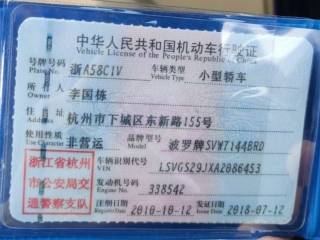 中华人民共和国机动车行驶证
Vehicle License of the People's Republic of China
号牌号码 浙A58C1V 车辆类型 小型轿车
Plate No. Vehicle Type
所有人 李国栋
Owner
住址 杭州市下城区东新路155号
Address
使用性质 非营运 品牌型号 波罗牌SVW7144BRD
Use Character Model
浙江省杭州
市公安局交
通警察支队
车辆识别代号 LSVGS29JXA2086453
VIN
发动机号码 338542
Engine No.
注册日期 2010-10-12 发证日期 2018-07-12
Register Date Issue Date